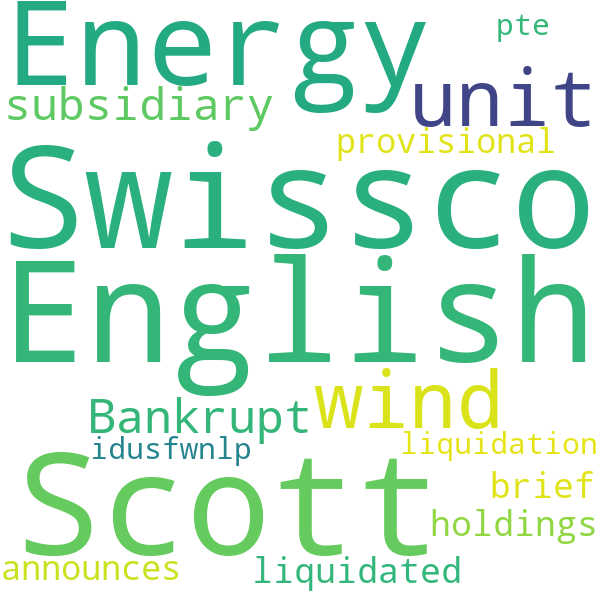 pte
Energy
unit
subsidiary
provisional
Swissco
English
wind
Bankrupt
idusfwnlp
liquidation
Scott
brief
holdings
announces
liquidated